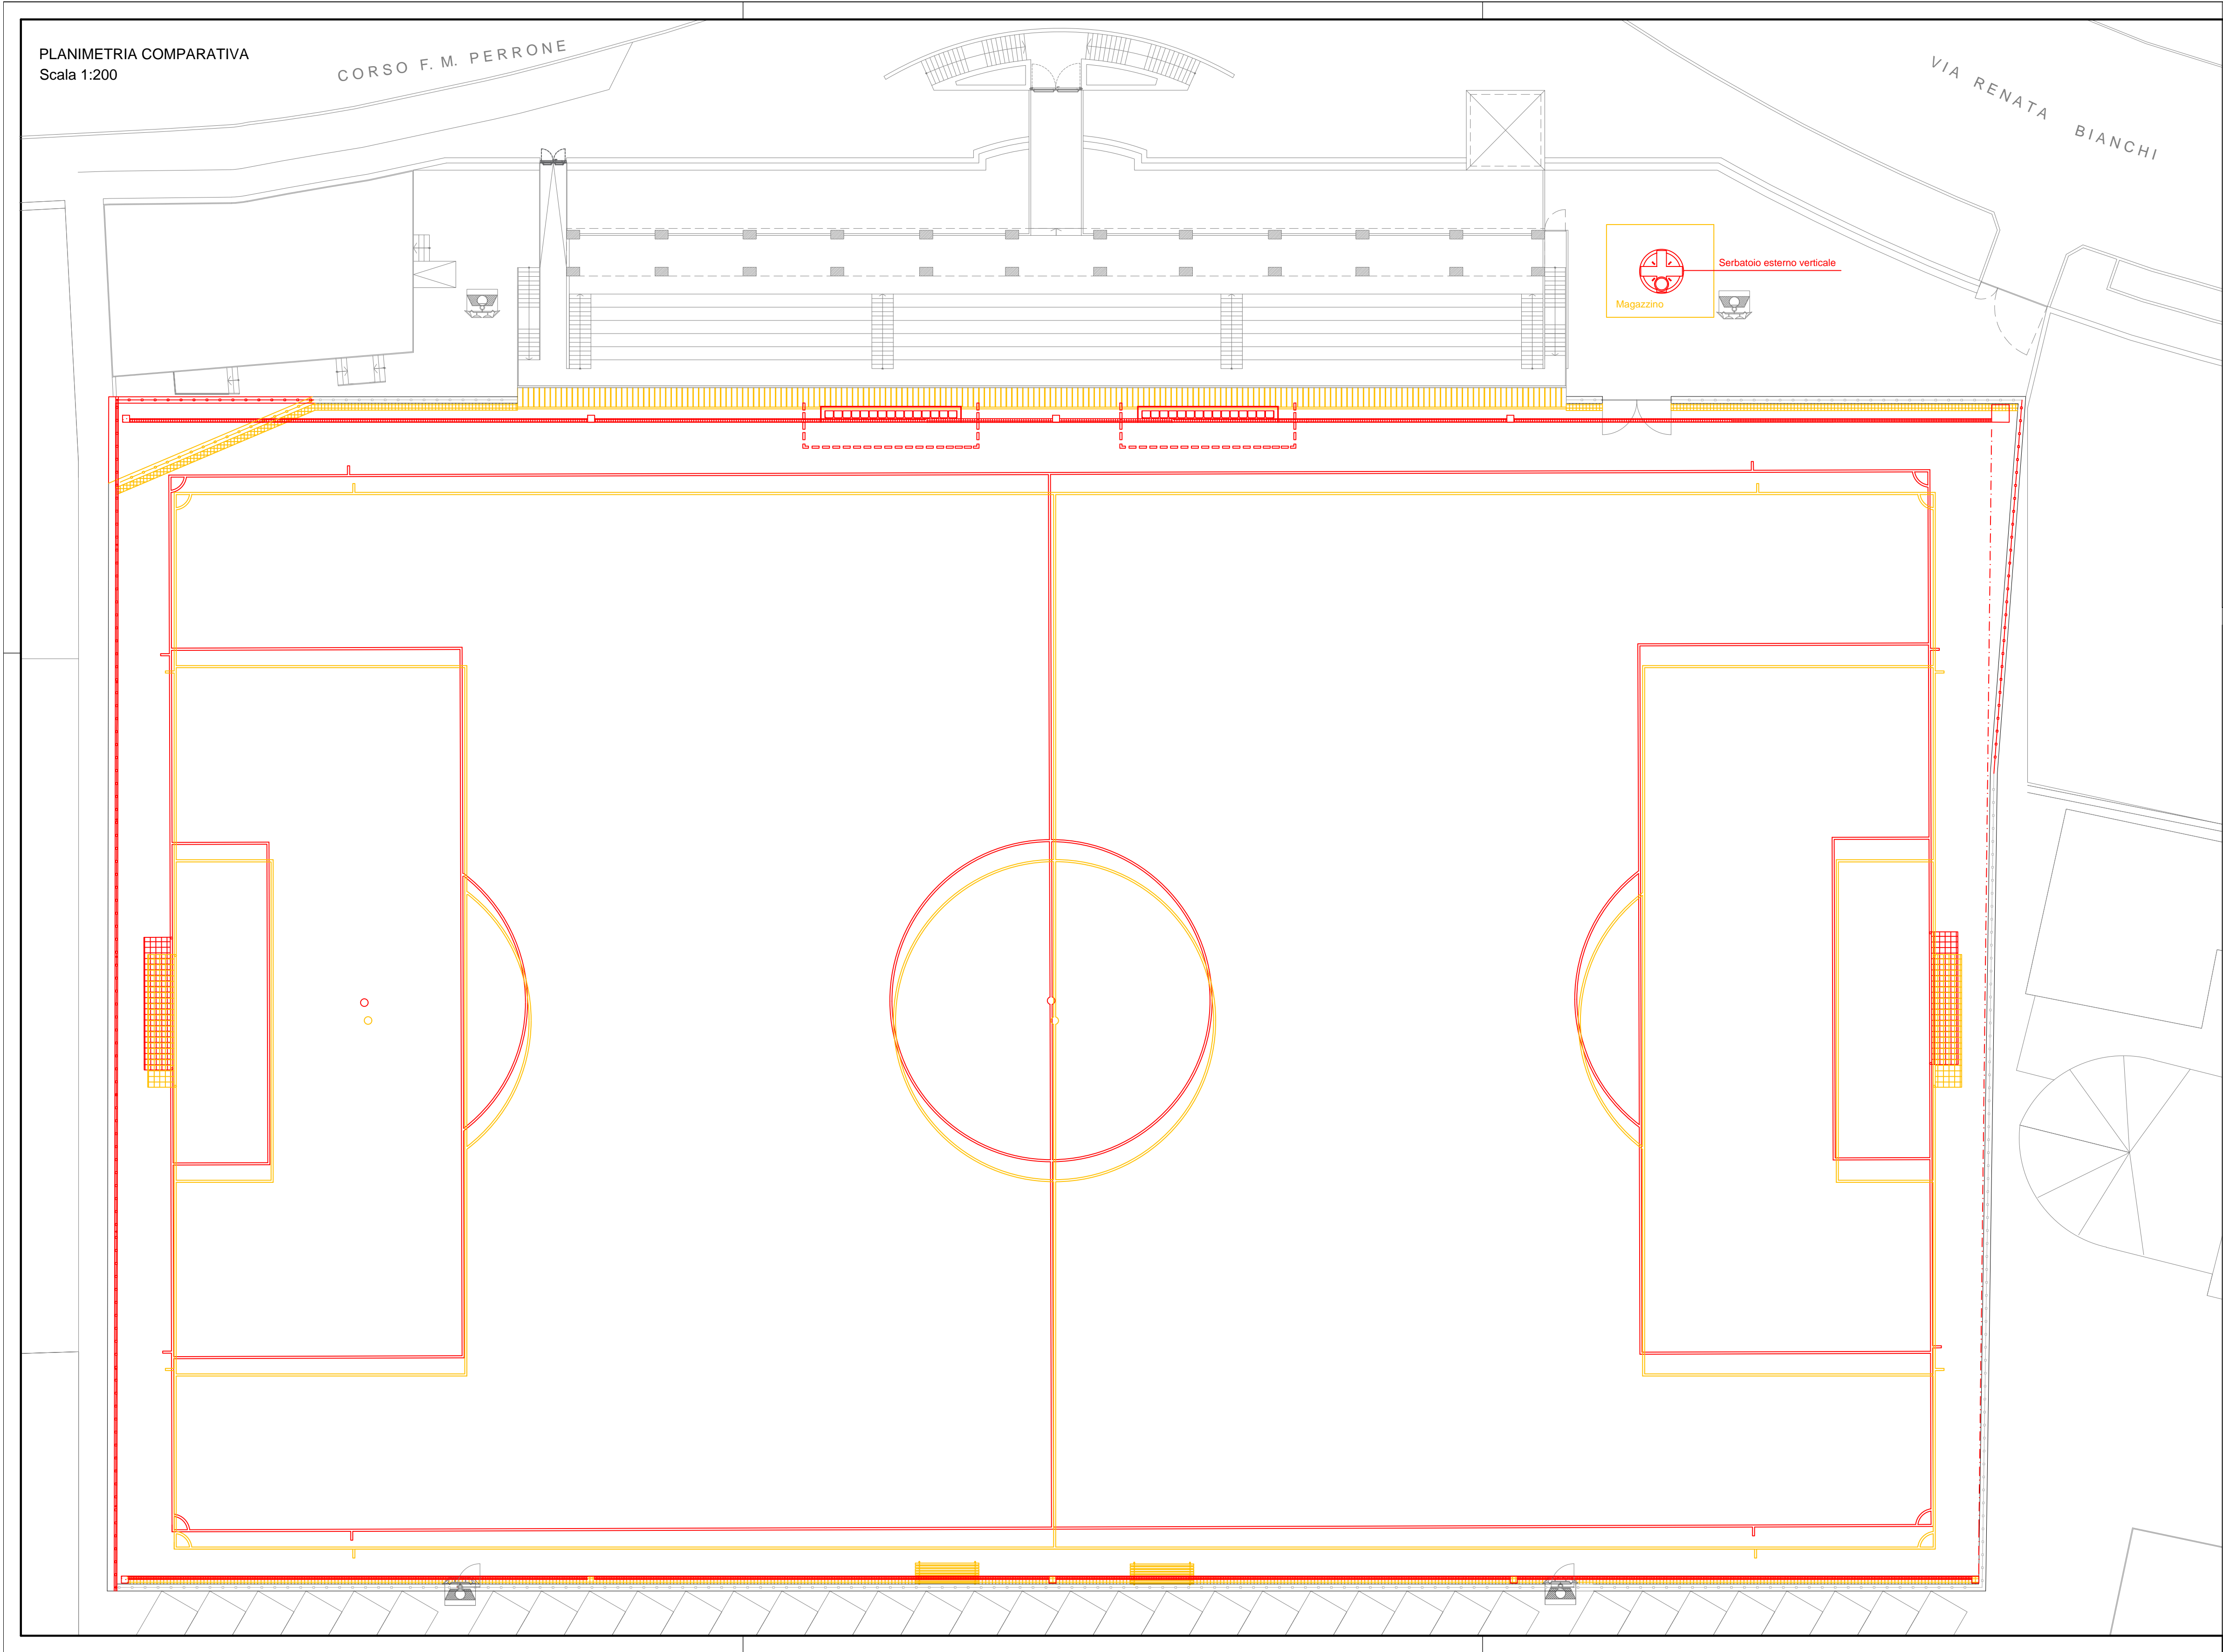 PLANIMETRIA COMPARATIVA
Scala 1:200
CORSO F. M. PERRONE
VIA RENATA BIANCHI
Serbatoio esterno verticale
Magazzino